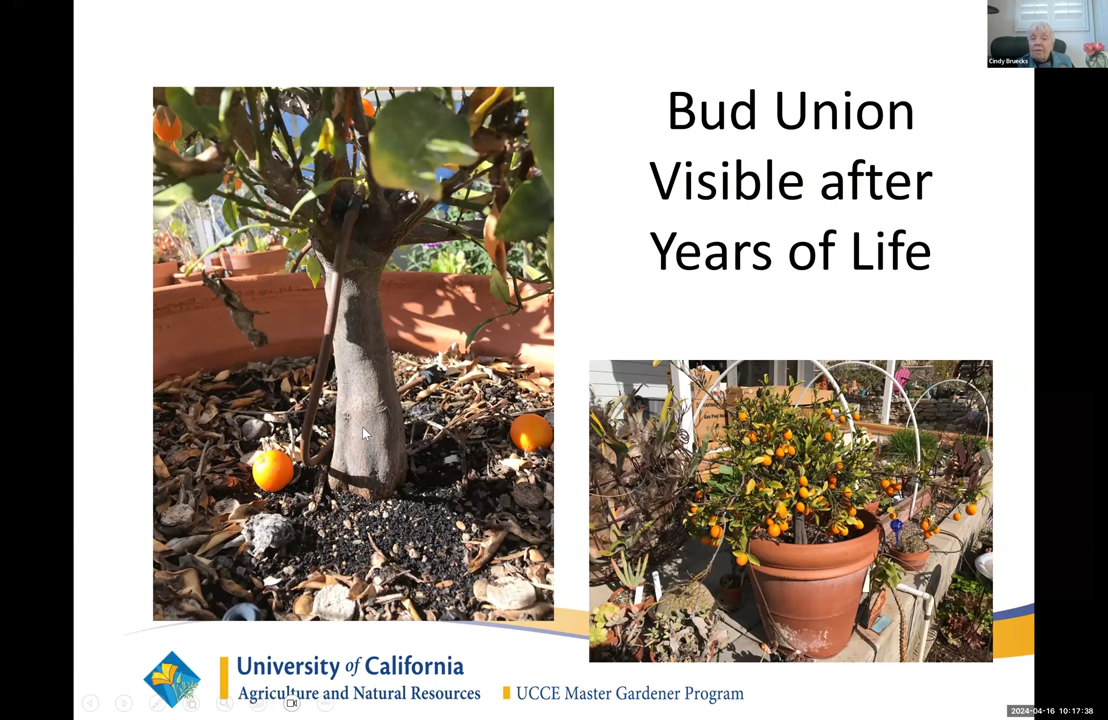 Cindy Bruecks
Bud Union
Visible after
Years of Life
University of California
Agriculture and Natural Resources
UCCE Master Gardener Program
2024-04-16 10:17:38